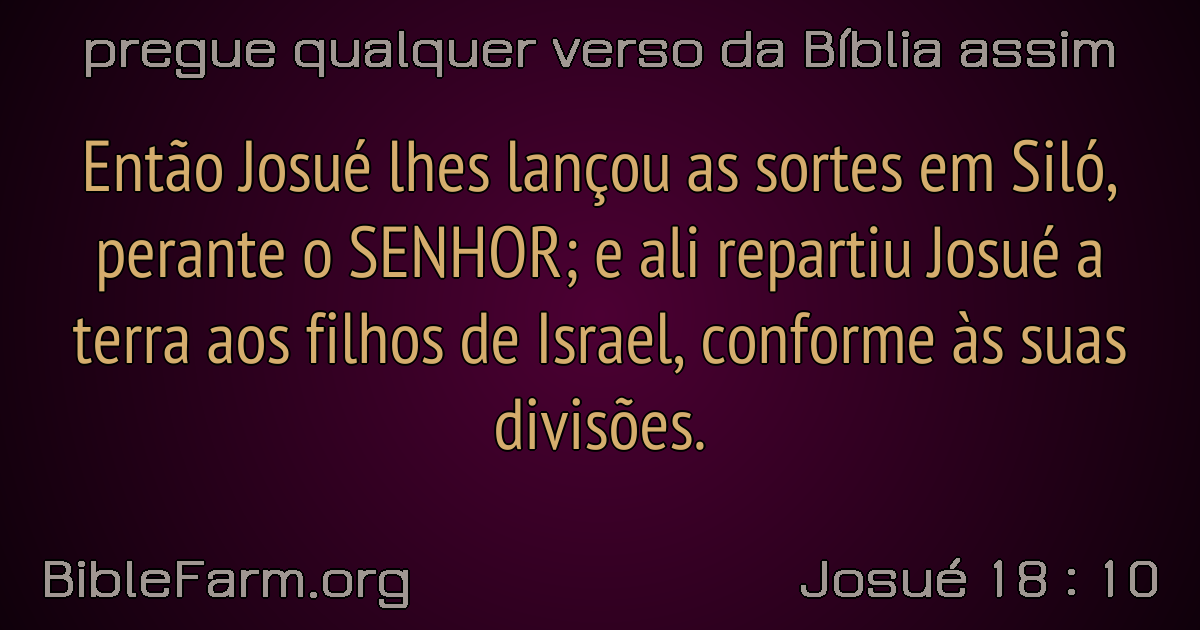 pregue qualquer verso da Bíblia assim
Então Josué lhes lançou as sortes em Siló,
perante o SENHOR; e ali repartiu Josué a
terra aos filhos de Israel, conforme às suas
divisões.
BibleFarm.org
Josué 18 : 10